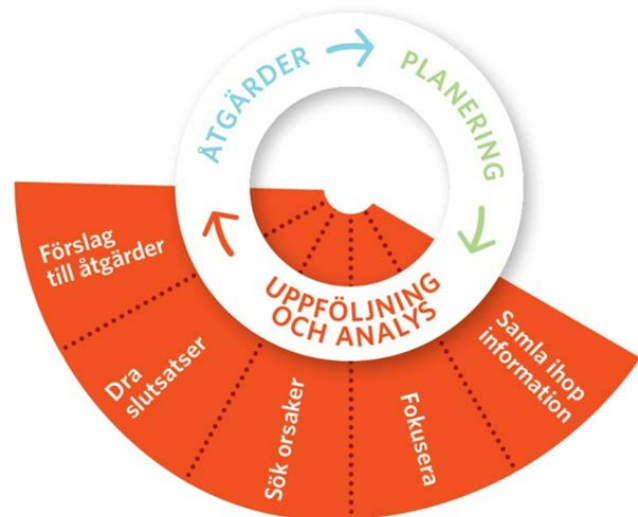 ÅTGÄRDER
PLANERING
UPPFÖLJNING
OCH ANALYS
Samla ihop
information
Fokusera
Sök orsaker
Dra
slutsatser
Förslag
till åtgärder